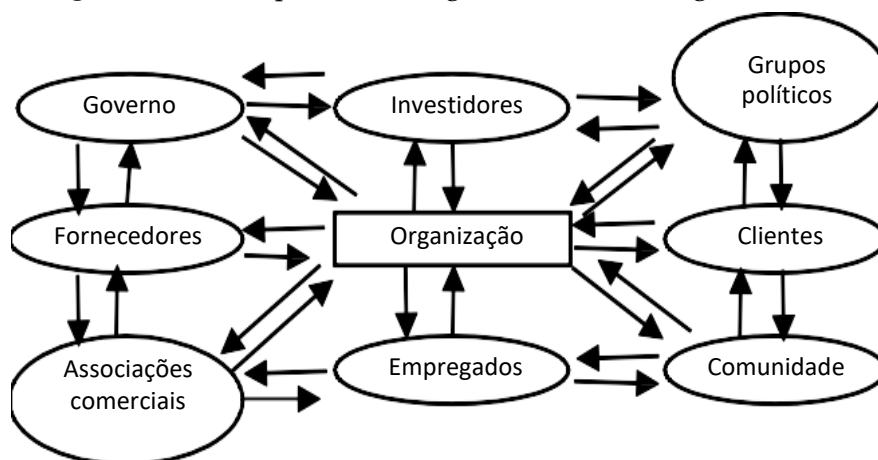 Governo
Investidores
Grupos
políticos
Fornecedores
Organização
Clientes
Associações
comerciais
Empregados
Comunidade